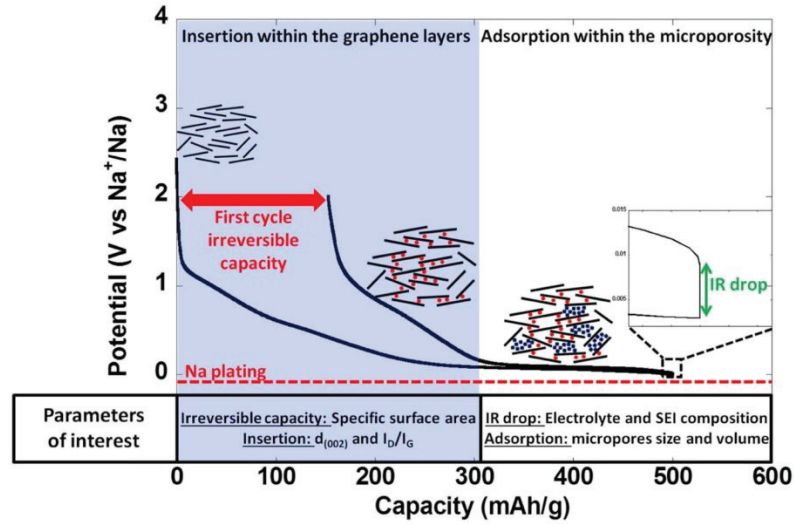 Insertion within the graphene layers
Adsorption within the microporosity
Potential (V vs Na⁺/Na)
4
3
2
1
0
First cycle
irreversible
capacity
0.015
0.010
0.005
IR drop
Na plating
Parameters
of interest
Irreversible capacity: Specific surface area
Insertion: d(002) and ID/IG
IR drop: Electrolyte and SEI composition
Adsorption: micropores size and volume
0
100
200
300
400
500
600
Capacity (mAh/g)